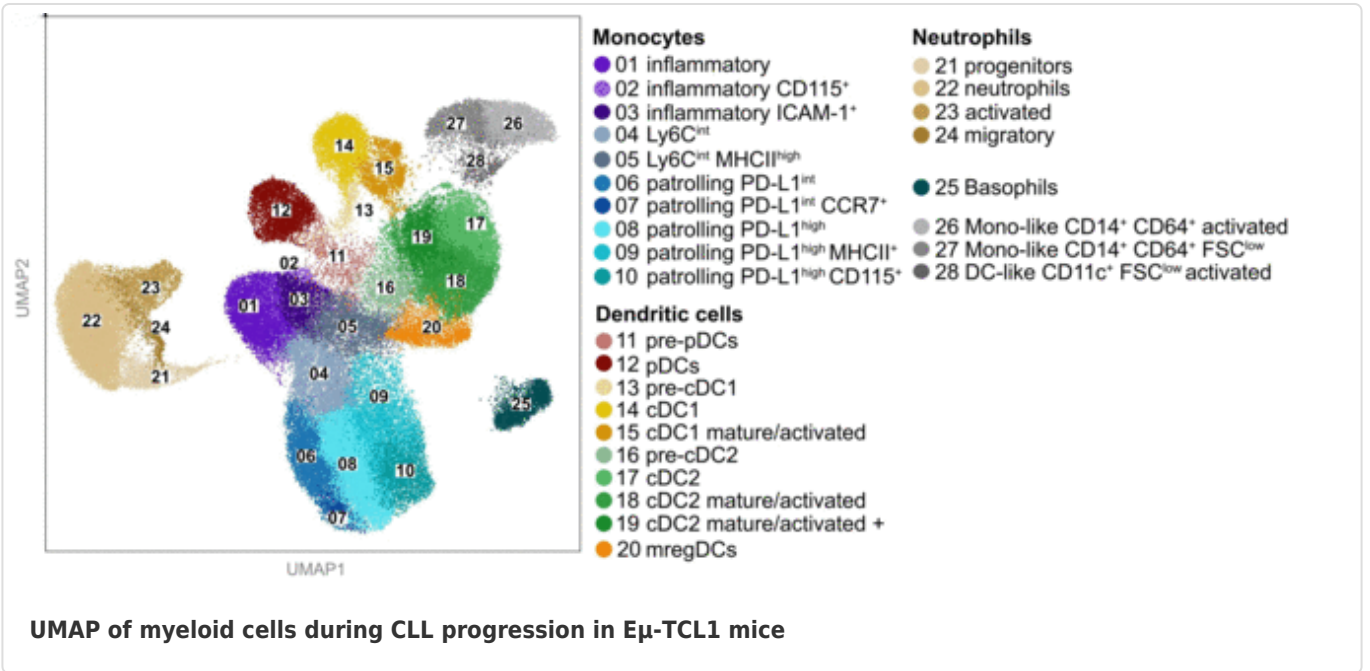 14
15
27
26
28
12
13
17
19
11
02
18
16
01
03
05
20
23
22
24
21
04
09
25
06
08
10
07
UMAP2
UMAP1
Monocytes
01 inflammatory
02 inflammatory CD115⁺
03 inflammatory ICAM-1⁺
04 Ly6Cⁱⁿᵗ
05 Ly6Cⁱⁿᵗ MHCIIʰⁱᵍʰ
06 patrolling PD-L1ⁱⁿᵗ
07 patrolling PD-L1ⁱⁿᵗ CCR7⁺
08 patrolling PD-L1ʰⁱᵍʰ
09 patrolling PD-L1ʰⁱᵍʰ MHCII⁺
10 patrolling PD-L1ʰⁱᵍʰ CD115⁺
Dendritic cells
11 pre-pDCs
12 pDCs
13 pre-cDC1
14 cDC1
15 cDC1 mature/activated
16 pre-cDC2
17 cDC2
18 cDC2 mature/activated
19 cDC2 mature/activated +
20 mregDCs
Neutrophils
21 progenitors
22 neutrophils
23 activated
24 migratory
25 Basophils
26 Mono-like CD14⁺ CD64⁺ activated
27 Mono-like CD14⁺ CD64⁺ FSCˡᵒʷ
28 DC-like CD11c⁺ FSCˡᵒʷ activated
UMAP of myeloid cells during CLL progression in Eμ-TCL1 mice